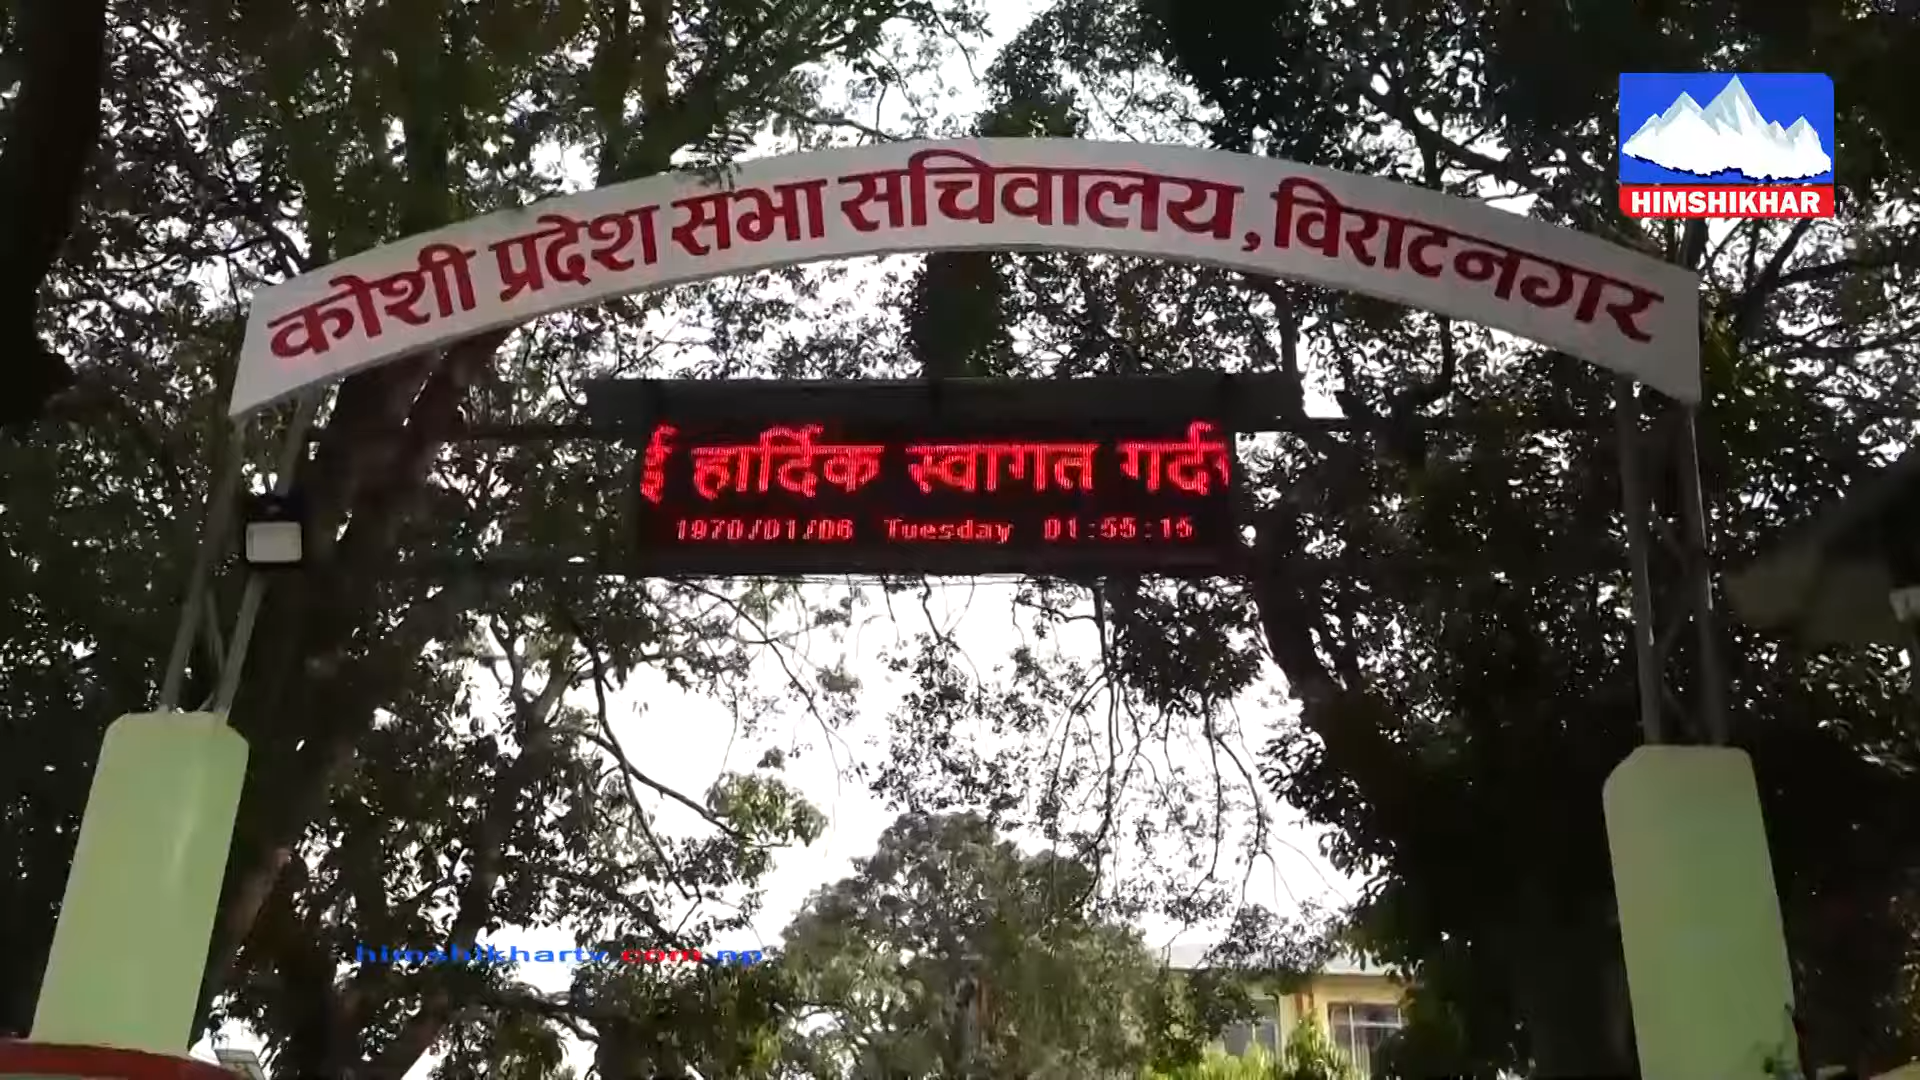 HIMSHIKHAR
कोशी प्रदेश सभा सचिवालय, विराटनगर
ई हार्दिक स्वागत गर्द
1970/01/06 Tuesday 01:55:15
himshikhartv.com.np